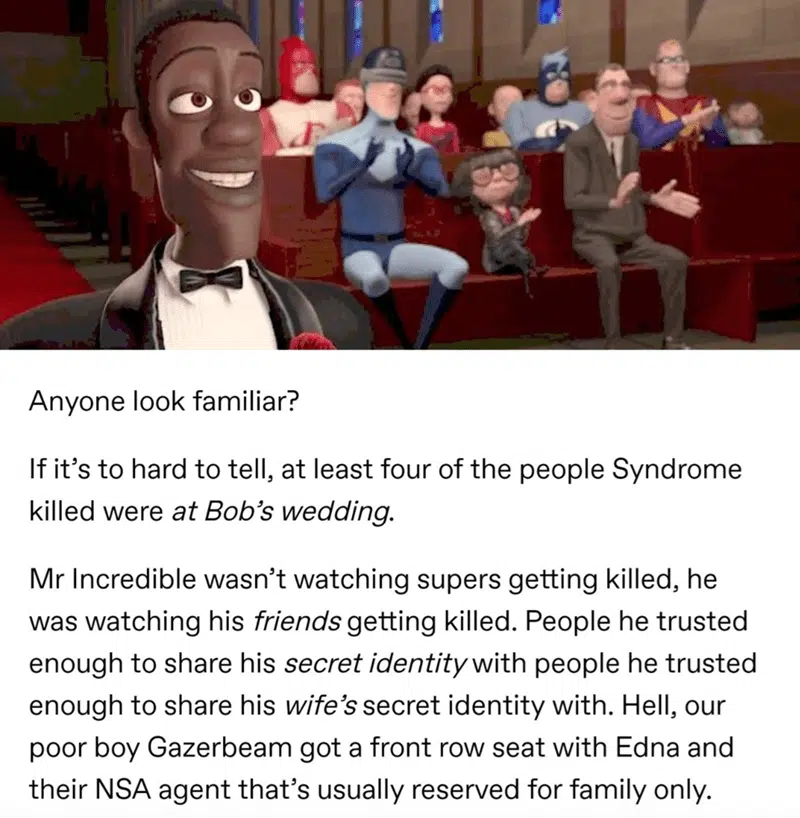 Anyone look familiar?
If it's to hard to tell, at least four of the people Syndrome
killed were at Bob's wedding.
Mr Incredible wasn't watching supers getting killed, he
was watching his friends getting killed. People he trusted
enough to share his secret identity with people he trusted
enough to share his wife's secret identity with. Hell, our
poor boy Gazerbeam got a front row seat with Edna and
their NSA agent that's usually reserved for family only.